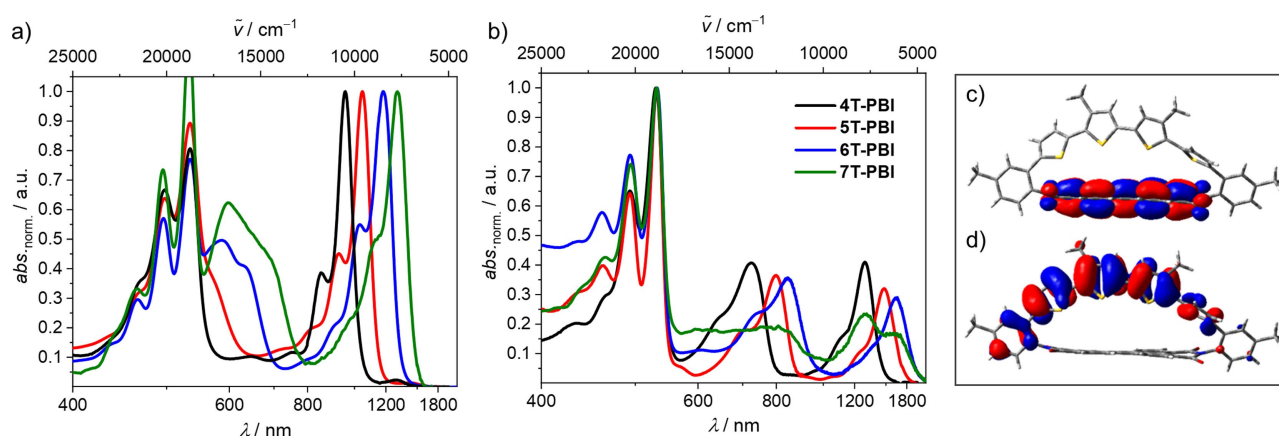 a)
ṽ / cm⁻¹
25000 20000 15000 10000 5000
abs.norm. / a.u.
1.0
0.9
0.8
0.7
0.6
0.5
0.4
0.3
0.2
0.1
400 600 800 1200 1800
λ / nm
b)
ṽ / cm⁻¹
25000 20000 15000 10000 5000
abs.norm. / a.u.
1.0
0.9
0.8
0.7
0.6
0.5
0.4
0.3
0.2
0.1
4T-PBI
5T-PBI
6T-PBI
7T-PBI
400 600 800 1200 1800
λ / nm
c)
d)